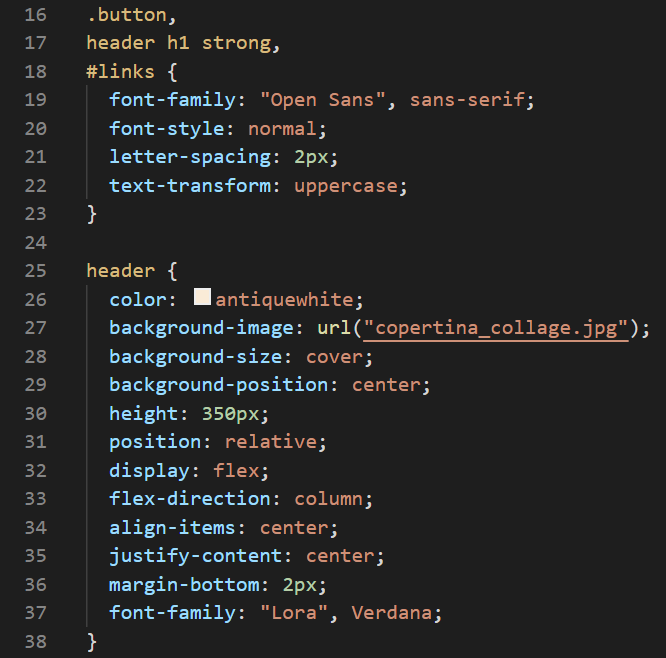 16 .button,
17 header h1 strong,
18 #links {
19   font-family: "Open Sans", sans-serif;
20   font-style: normal;
21   letter-spacing: 2px;
22   text-transform: uppercase;
23 }
24
25 header {
26   color: antiquewhite;
27   background-image: url("copertina_collage.jpg");
28   background-size: cover;
29   background-position: center;
30   height: 350px;
31   position: relative;
32   display: flex;
33   flex-direction: column;
34   align-items: center;
35   justify-content: center;
36   margin-bottom: 2px;
37   font-family: "Lora", Verdana;
38 }